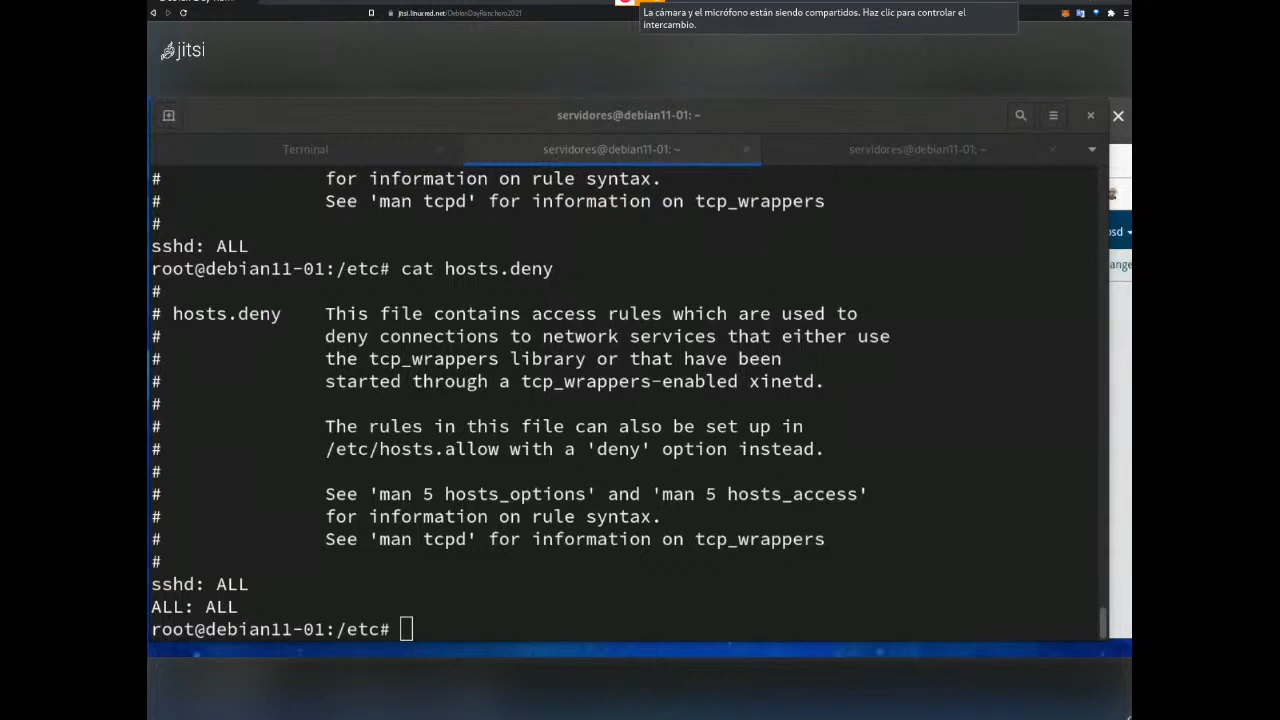 jitsi.linuxred.net/DebianDayRanchero2021
La cámara y el micrófono están siendo compartidos. Haz clic para controlar el
intercambio.
jitsi
servidores@debian11-01: ~
Terminal
servidores@debian11-01: ~
servidores@debian11-01: ~
# for information on rule syntax.
# See 'man tcpd' for information on tcp_wrappers
#
sshd: ALL
root@debian11-01:/etc# cat hosts.deny
#
# hosts.deny This file contains access rules which are used to
# deny connections to network services that either use
# the tcp_wrappers library or that have been
# started through a tcp_wrappers-enabled xinetd.
#
# The rules in this file can also be set up in
# /etc/hosts.allow with a 'deny' option instead.
#
# See 'man 5 hosts_options' and 'man 5 hosts_access'
# for information on rule syntax.
# See 'man tcpd' for information on tcp_wrappers
#
sshd: ALL
ALL: ALL
root@debian11-01:/etc#